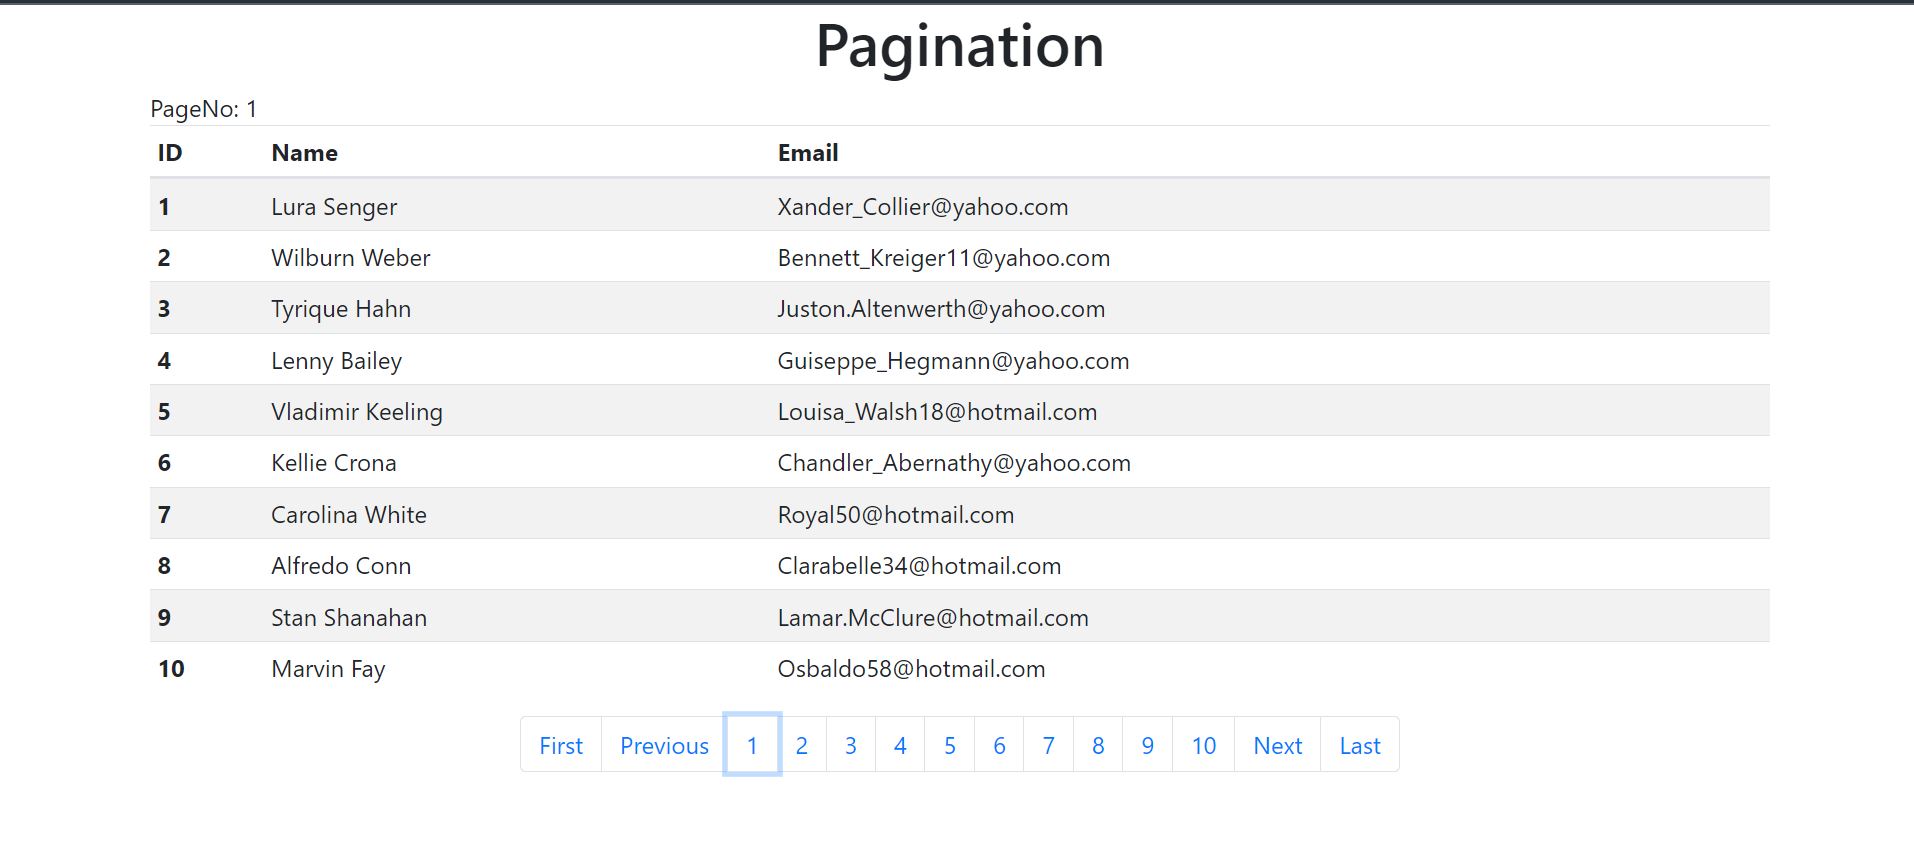 Pagination
PageNo: 1
ID Name Email
1 Lura Senger Xander_Collier@yahoo.com
2 Wilburn Weber Bennett_Kreiger11@yahoo.com
3 Tyrique Hahn Juston.Altenwerth@yahoo.com
4 Lenny Bailey Guiseppe_Hegmann@yahoo.com
5 Vladimir Keeling Louisa_Walsh18@hotmail.com
6 Kellie Crona Chandler_Abernathy@yahoo.com
7 Carolina White Royal50@hotmail.com
8 Alfredo Conn Clarabelle34@hotmail.com
9 Stan Shanahan Lamar.McClure@hotmail.com
10 Marvin Fay Osbaldo58@hotmail.com
First Previous 1 2 3 4 5 6 7 8 9 10 Next Last